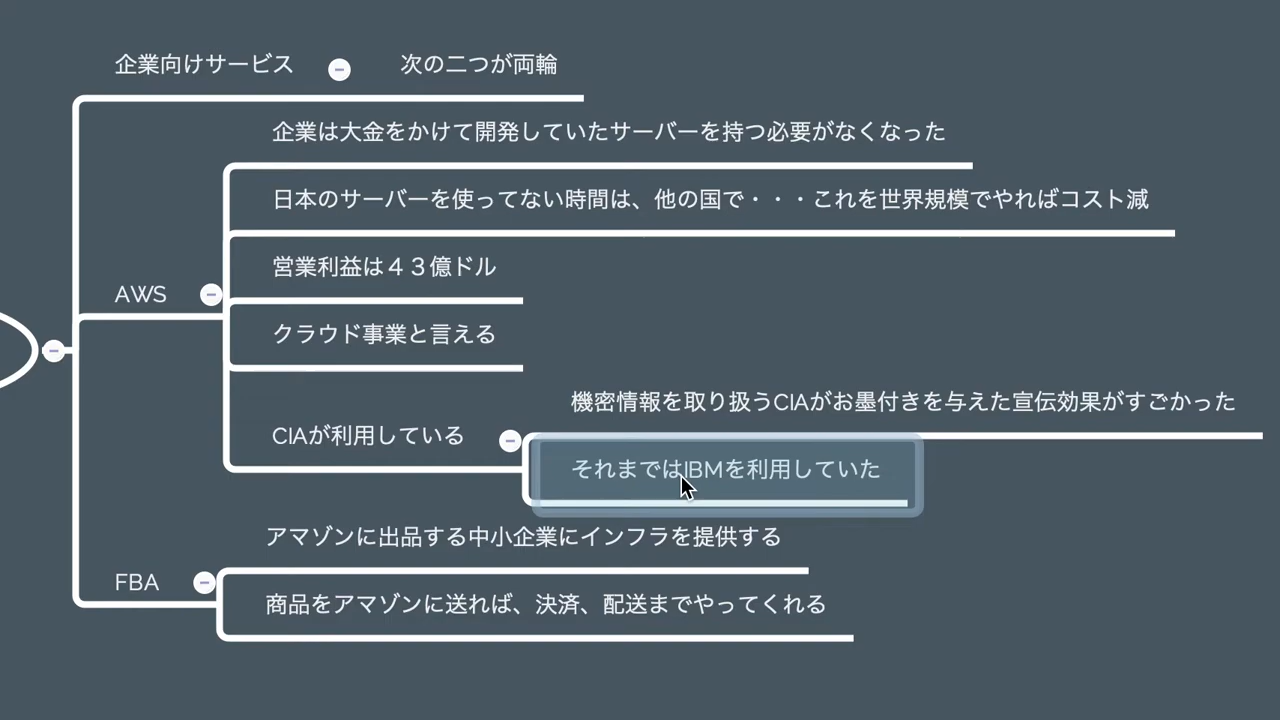 企業向けサービス
次の二つが両輪
AWS
企業は大金をかけて開発していたサーバーを持つ必要がなくなった
日本のサーバーを使ってない時間は、他の国で・・・これを世界規模でやればコスト減
営業利益は４３億ドル
クラウド事業と言える
CIAが利用している
機密情報を取り扱うCIAがお墨付きを与えた宣伝効果がすごかった
それまではIBMを利用していた
FBA
アマゾンに出品する中小企業にインフラを提供する
商品をアマゾンに送れば、決済、配送までやってくれる